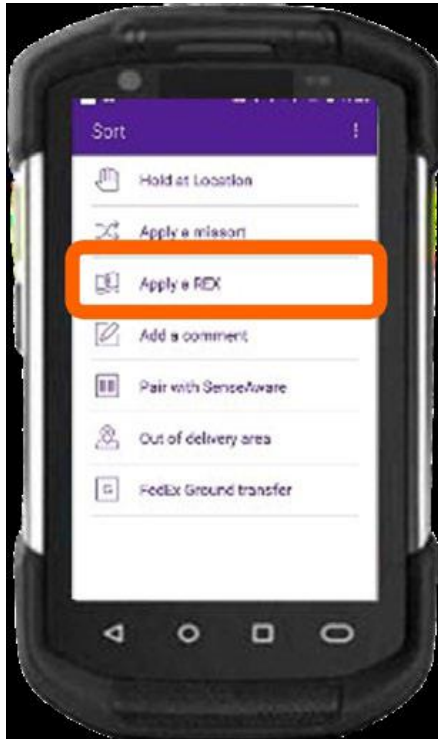 Sort
Hold at Location
Apply a missort
Apply a REX
Add a comment
Pair with SenseAware
Out of delivery area
FedEx Ground transfer